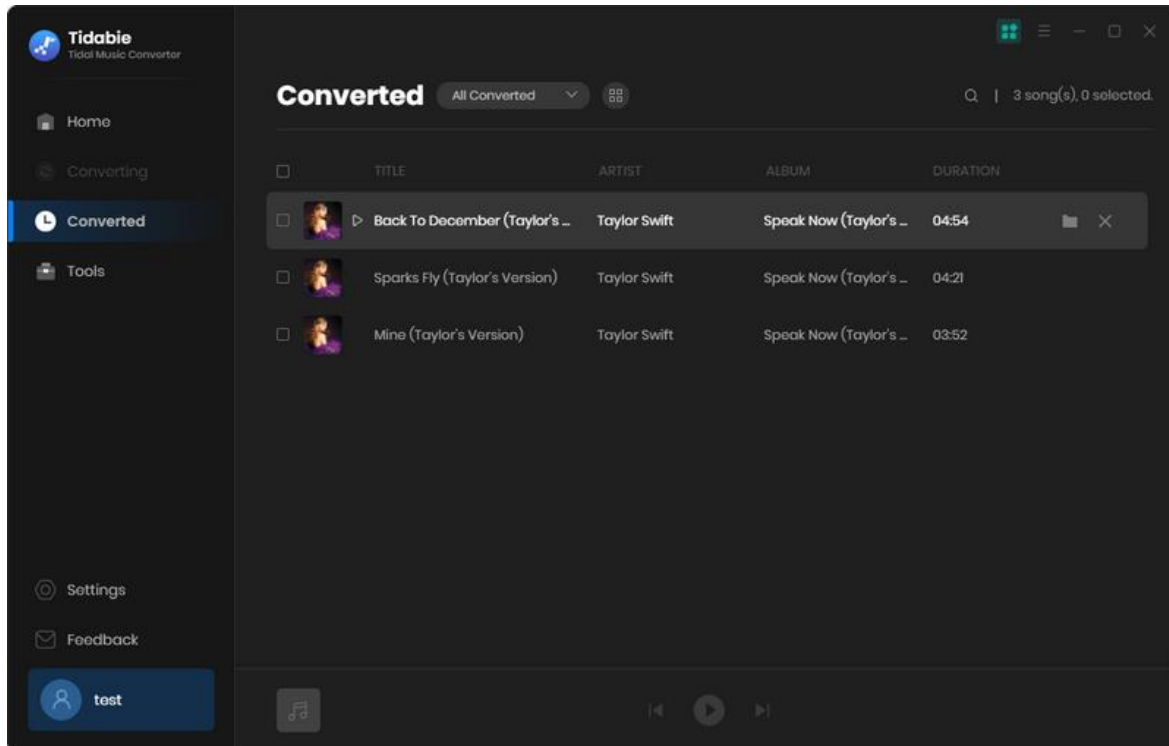 Tidabie
Tidal Music Converter
Home
Converting
Converted
Tools
Settings
Feedback
test
Converted
All Converted
| 3 song(s), 0 selected.
TITLE ARTIST ALBUM DURATION
Back To December (Taylor's ... Taylor Swift Speak Now (Taylor's ... 04:54
Sparks Fly (Taylor's Version) Taylor Swift Speak Now (Taylor's ... 04:21
Mine (Taylor's Version) Taylor Swift Speak Now (Taylor's ... 03:52